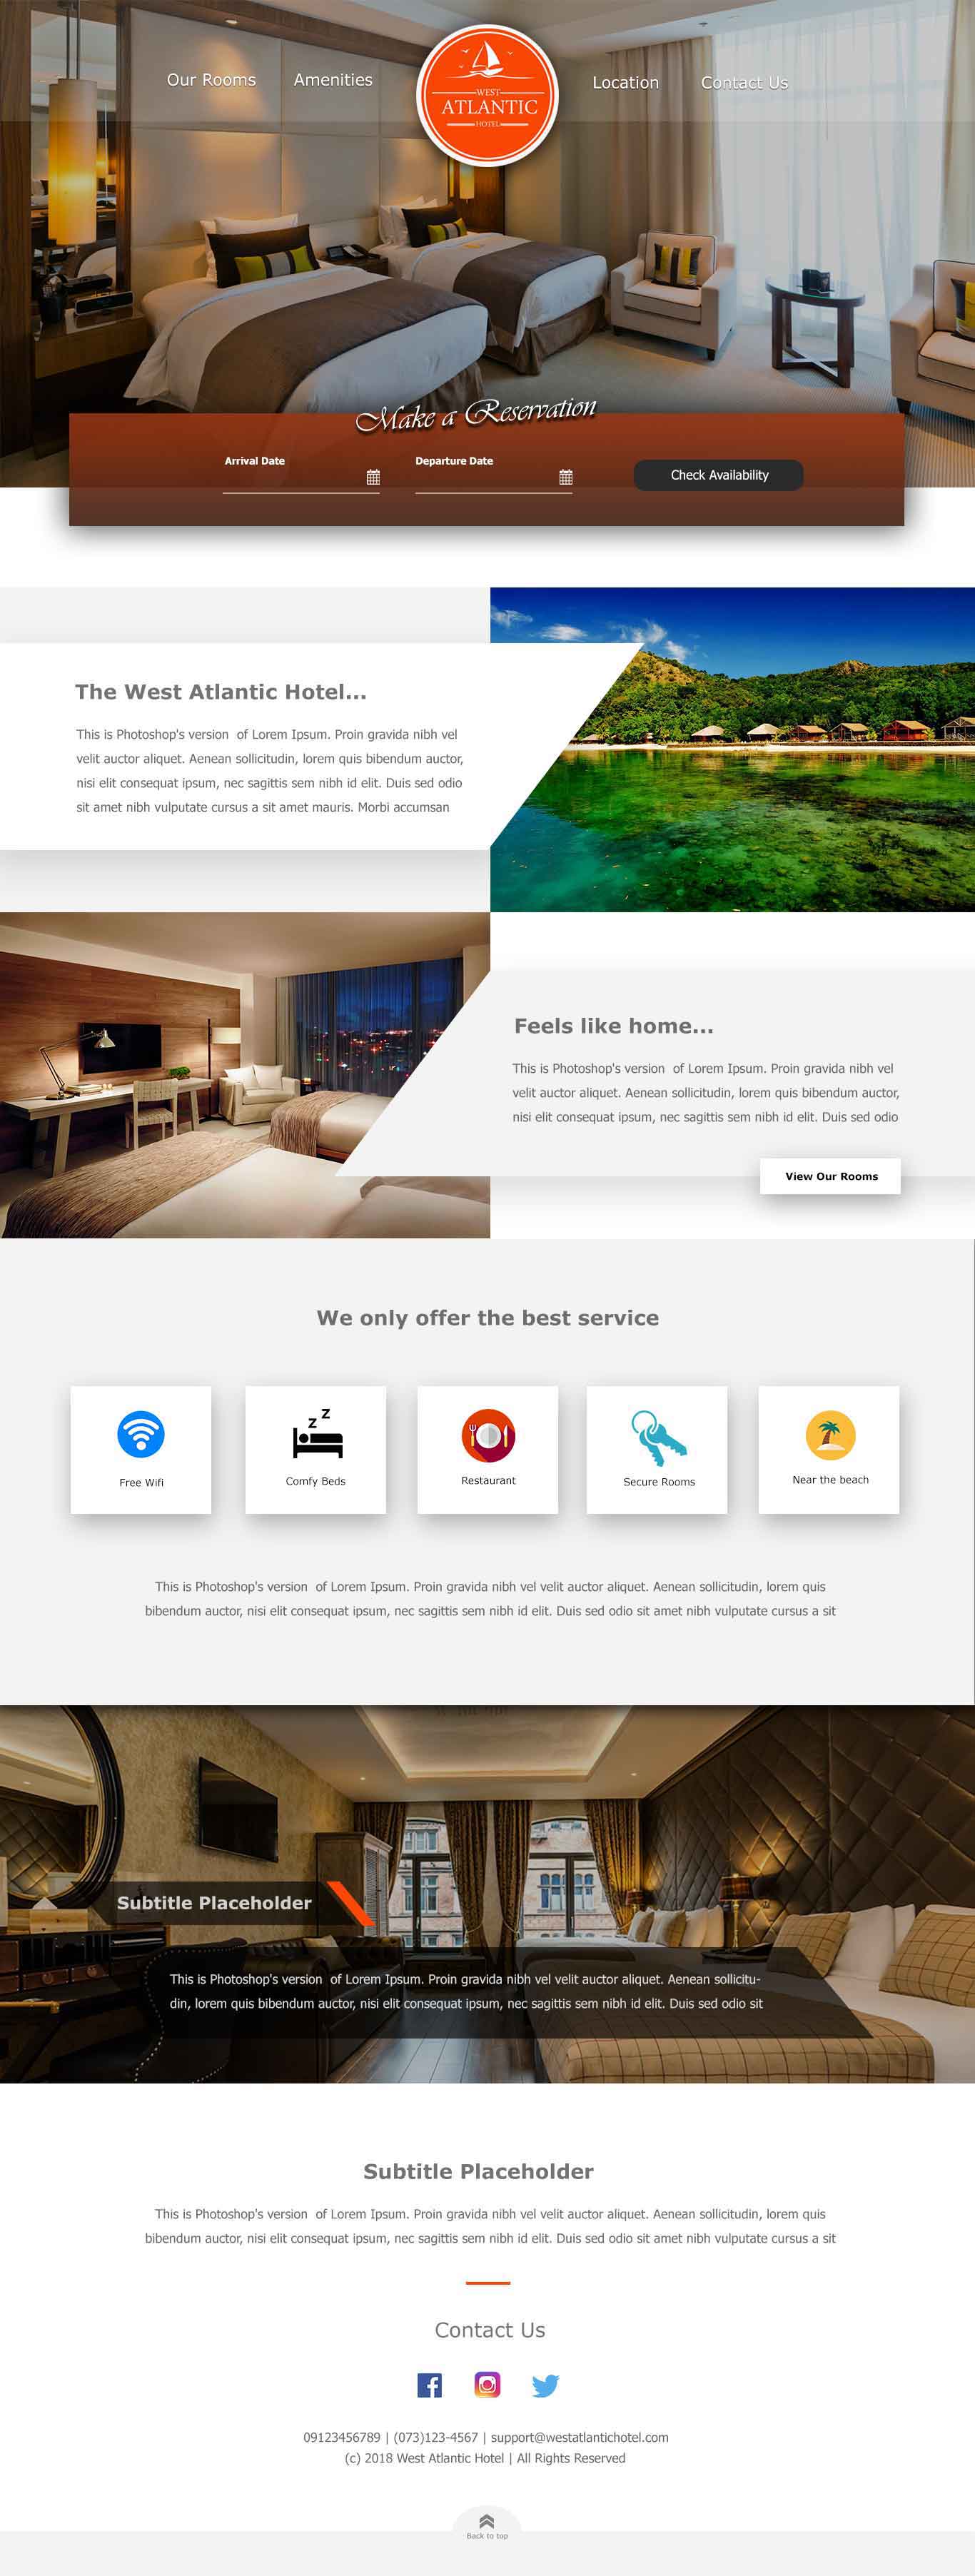 Our Rooms
Amenities
WEST
ATLANTIC
HOTEL
Location
Contact Us
Make a Reservation
Arrival Date
Departure Date
Check Availability
The West Atlantic Hotel...
This is Photoshop's version of Lorem Ipsum. Proin gravida nibh vel
velit auctor aliquet. Aenean sollicitudin, lorem quis bibendum auctor,
nisi elit consequat ipsum, nec sagittis sem nibh id elit. Duis sed odio
sit amet nibh vulputate cursus a sit amet mauris. Morbi accumsan
Feels like home...
This is Photoshop's version of Lorem Ipsum. Proin gravida nibh vel
velit auctor aliquet. Aenean sollicitudin, lorem quis bibendum auctor,
nisi elit consequat ipsum, nec sagittis sem nibh id elit. Duis sed odio
View Our Rooms
We only offer the best service
Free Wifi
z z
Comfy Beds
Restaurant
Secure Rooms
Near the beach
This is Photoshop's version of Lorem Ipsum. Proin gravida nibh vel velit auctor aliquet. Aenean sollicitudin, lorem quis
bibendum auctor, nisi elit consequat ipsum, nec sagittis sem nibh id elit. Duis sed odio sit amet nibh vulputate cursus a sit
Subtitle Placeholder
This is Photoshop's version of Lorem Ipsum. Proin gravida nibh vel velit auctor aliquet. Aenean sollicitu-
din, lorem quis bibendum auctor, nisi elit consequat ipsum, nec sagittis sem nibh id elit. Duis sed odio sit
Subtitle Placeholder
This is Photoshop's version of Lorem Ipsum. Proin gravida nibh vel velit auctor aliquet. Aenean sollicitudin, lorem quis
bibendum auctor, nisi elit consequat ipsum, nec sagittis sem nibh id elit. Duis sed odio sit amet nibh vulputate cursus a sit
Contact Us
09123456789 | (073)123-4567 | support@westatlantichotel.com
(c) 2018 West Atlantic Hotel | All Rights Reserved
Back to top